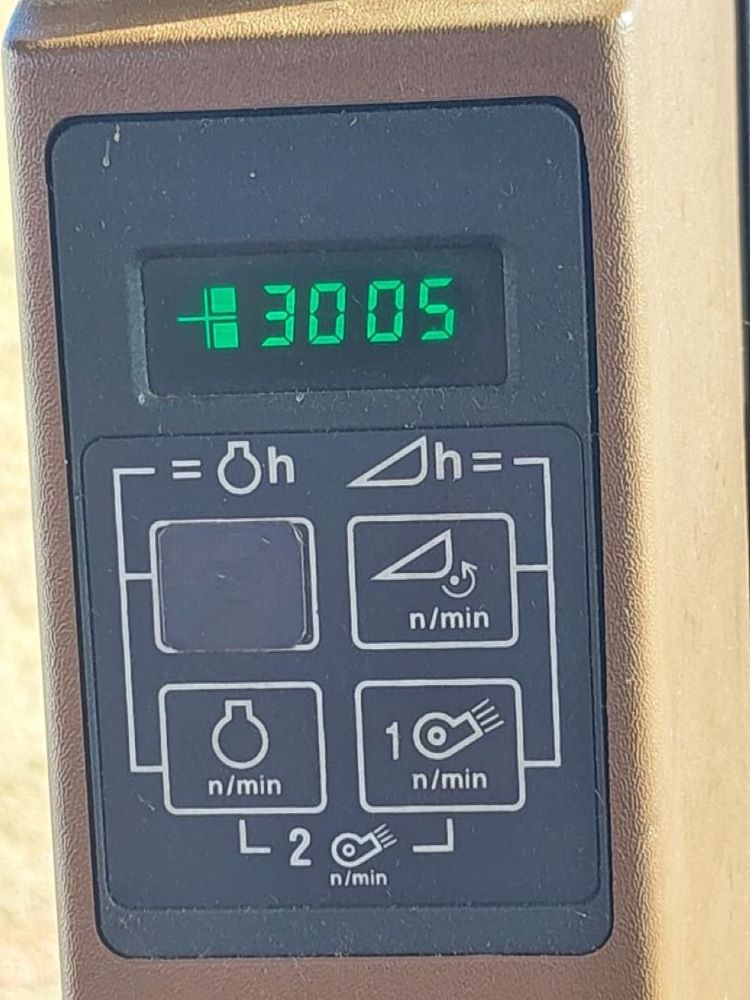 3005
= h h =
n/min
n/min 1 n/min
2
n/min